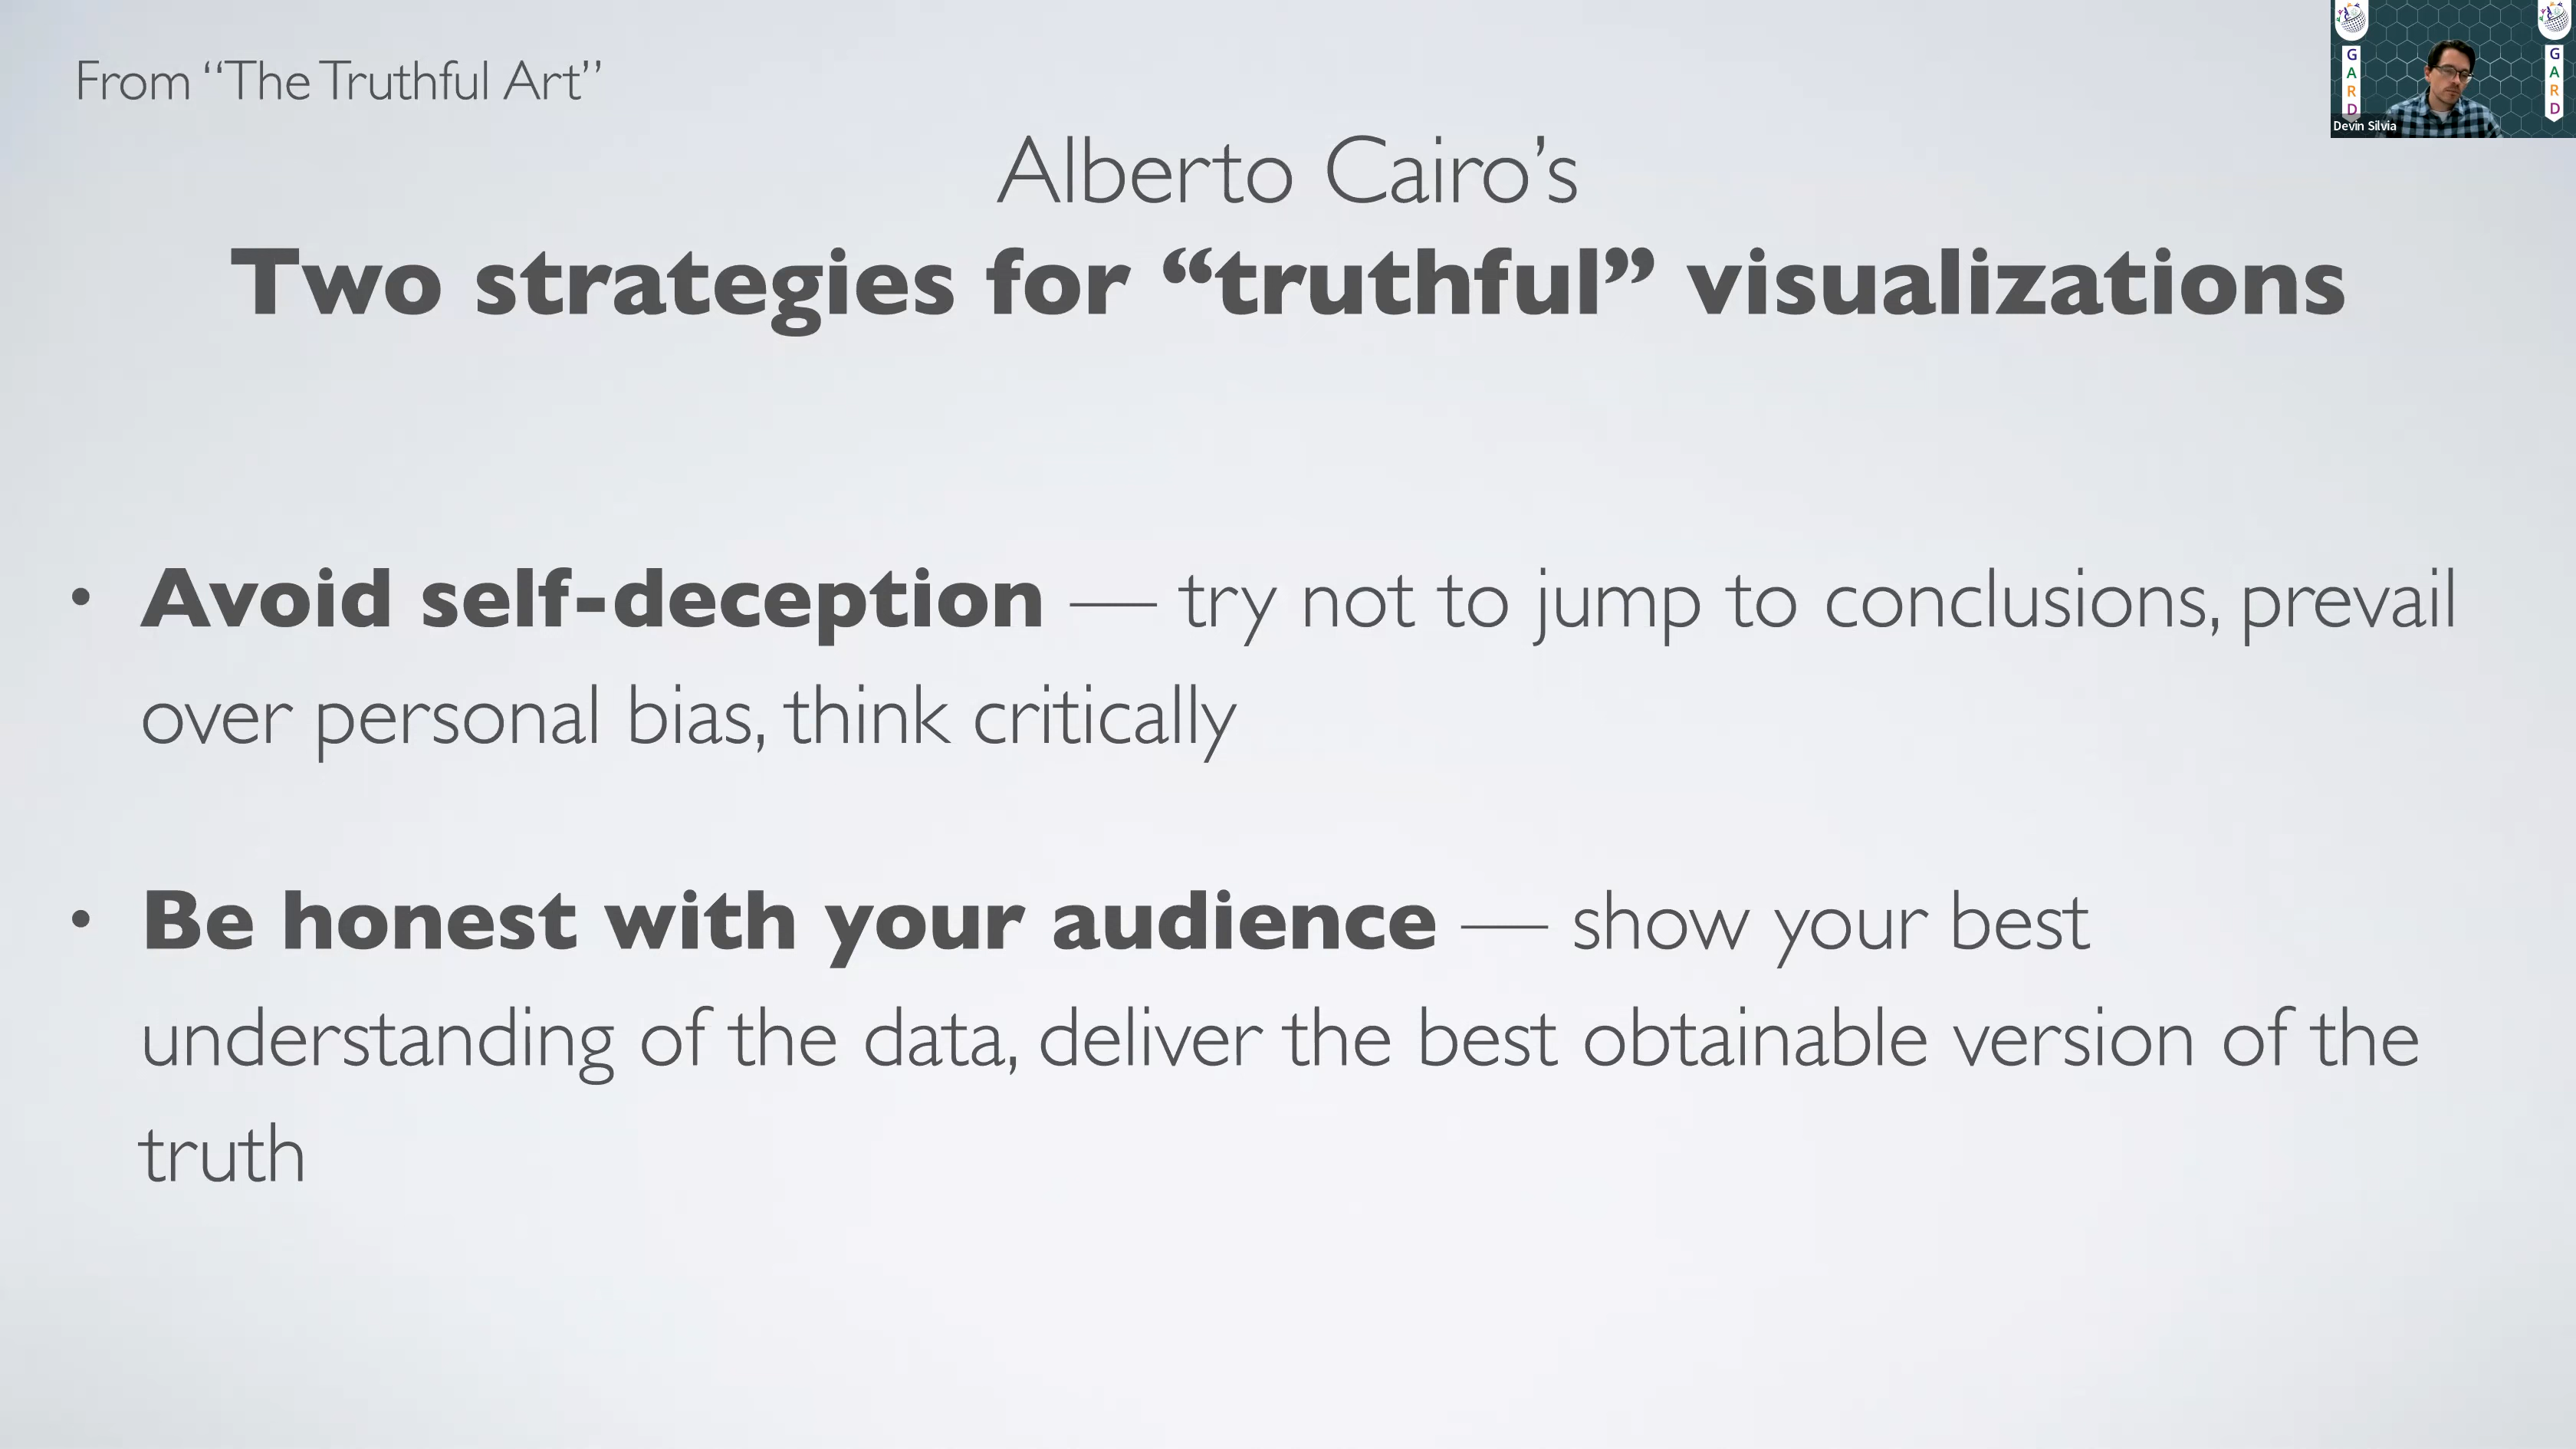 From “The Truthful Art”
Alberto Cairo’s
Two strategies for “truthful” visualizations
• Avoid self-deception — try not to jump to conclusions, prevail
over personal bias, think critically
• Be honest with your audience — show your best
understanding of the data, deliver the best obtainable version of the
truth
G
A
R
D
G
A
R
D
Devin Silvia